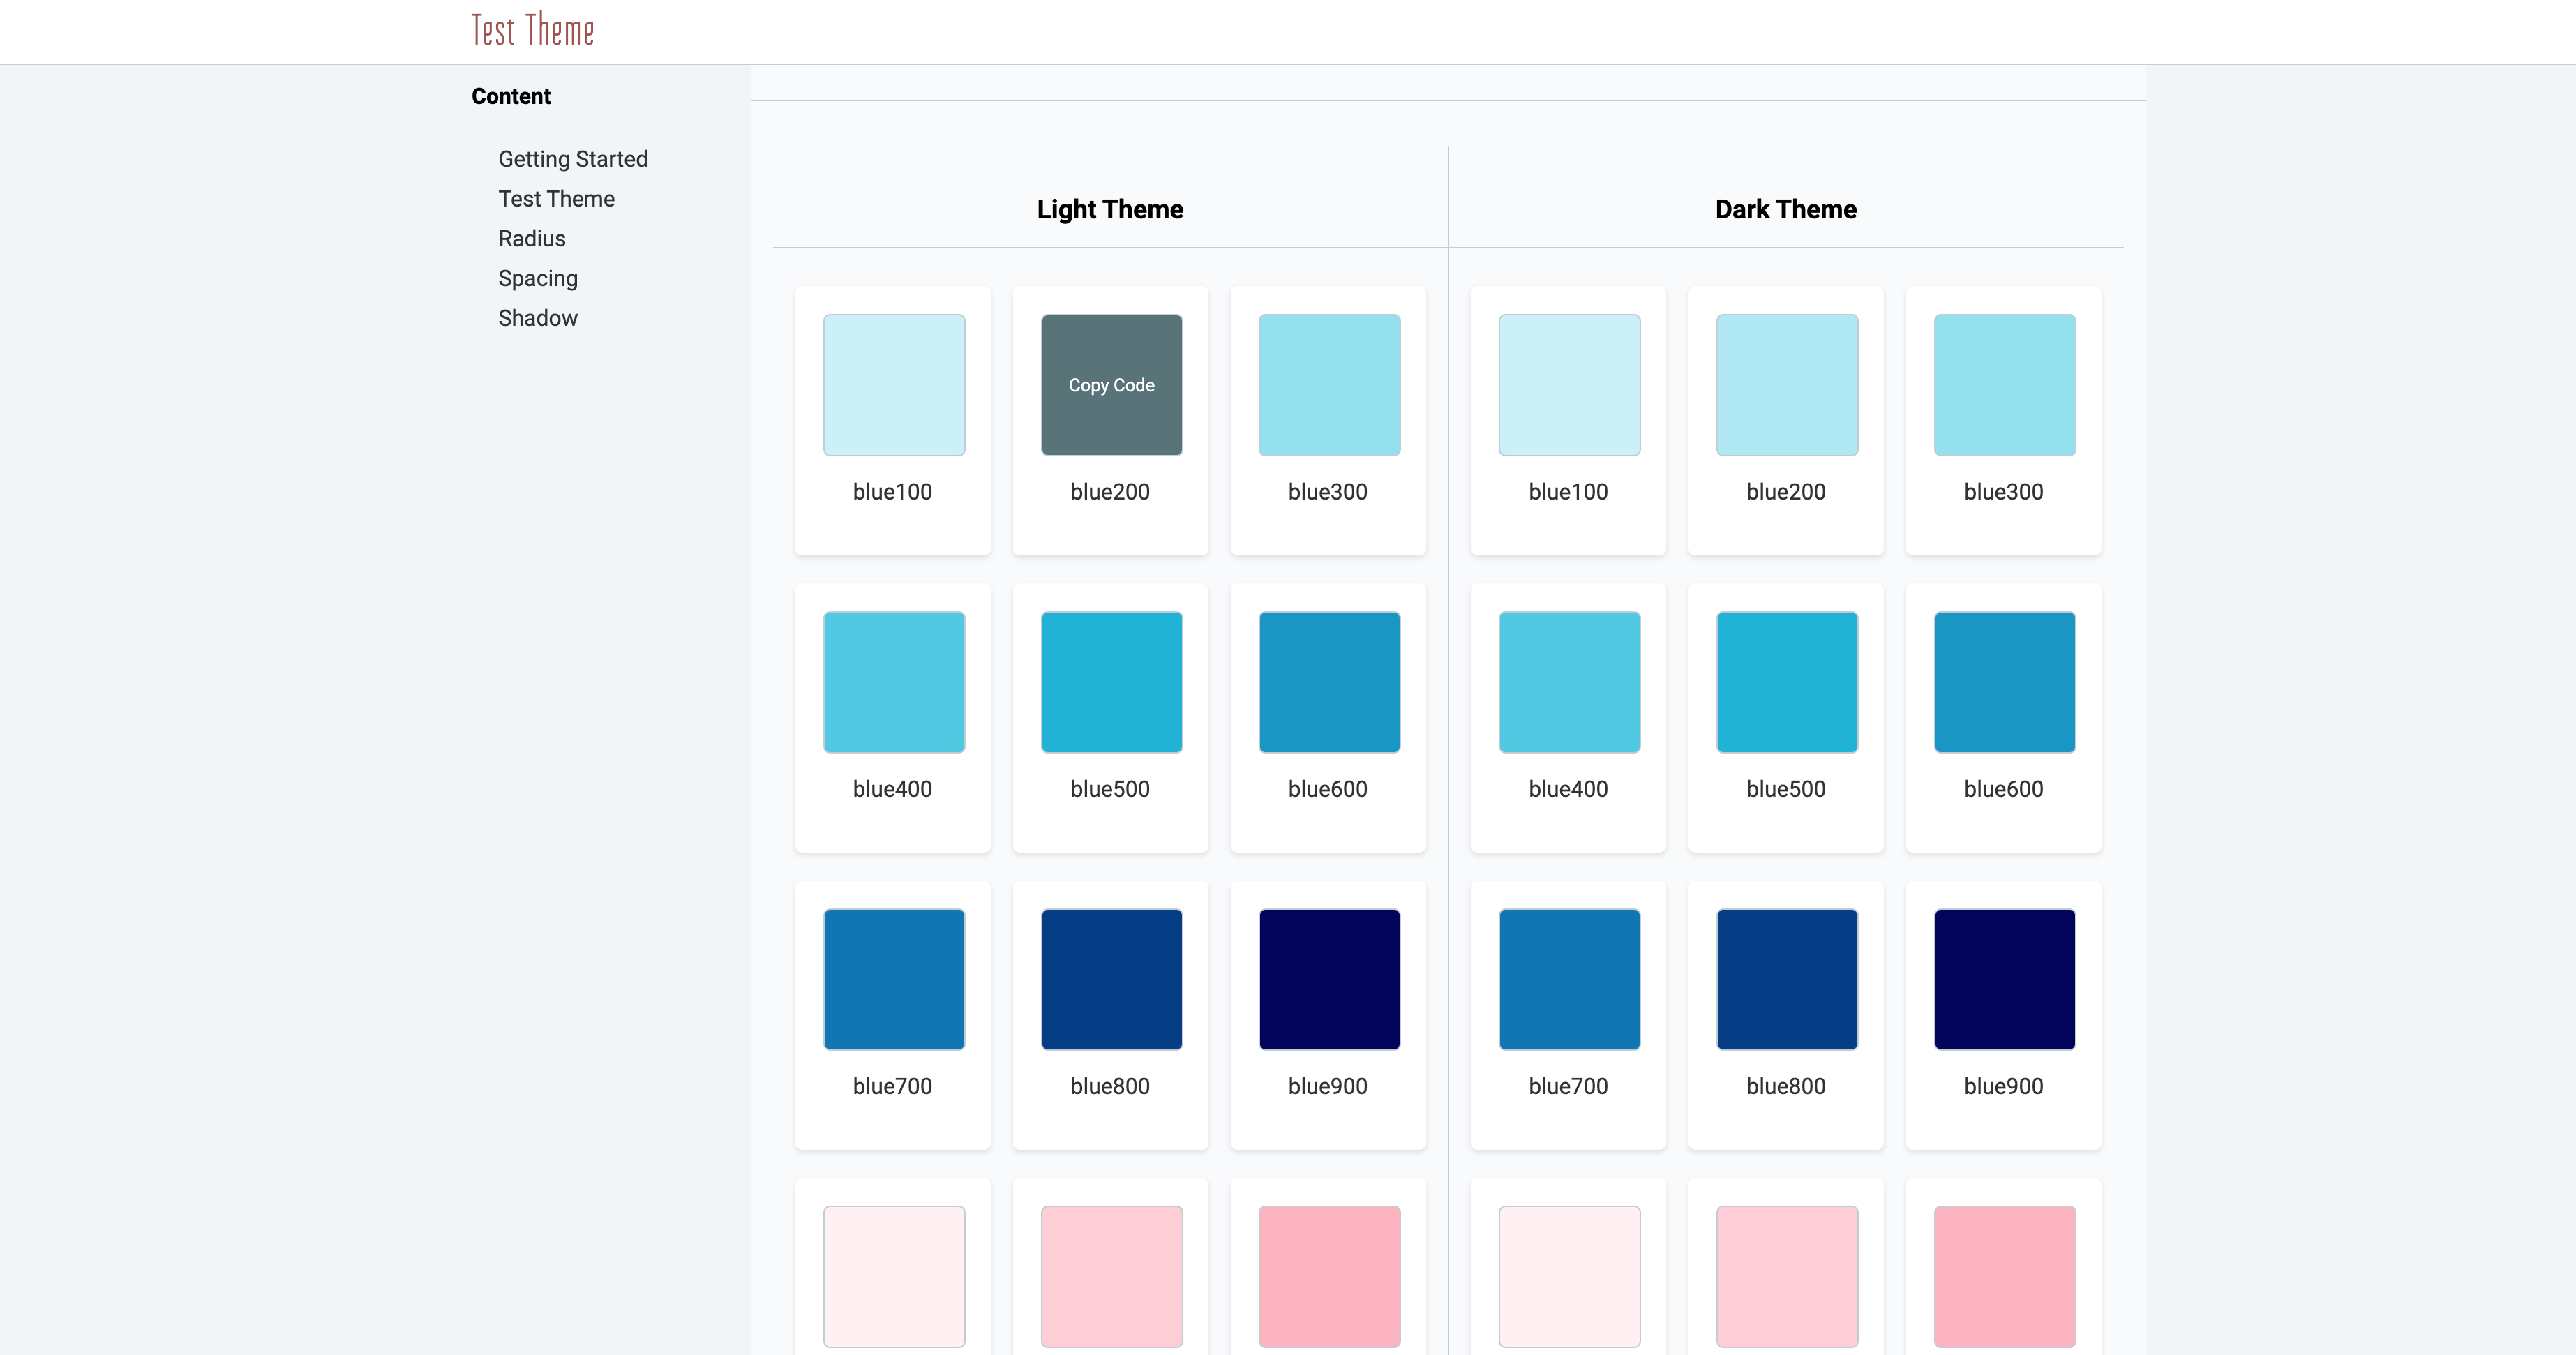 Test Theme
Content
Getting Started
Test Theme
Radius
Spacing
Shadow
Light Theme
Dark Theme
Copy Code
blue100
blue200
blue300
blue100
blue200
blue300
blue400
blue500
blue600
blue400
blue500
blue600
blue700
blue800
blue900
blue700
blue800
blue900